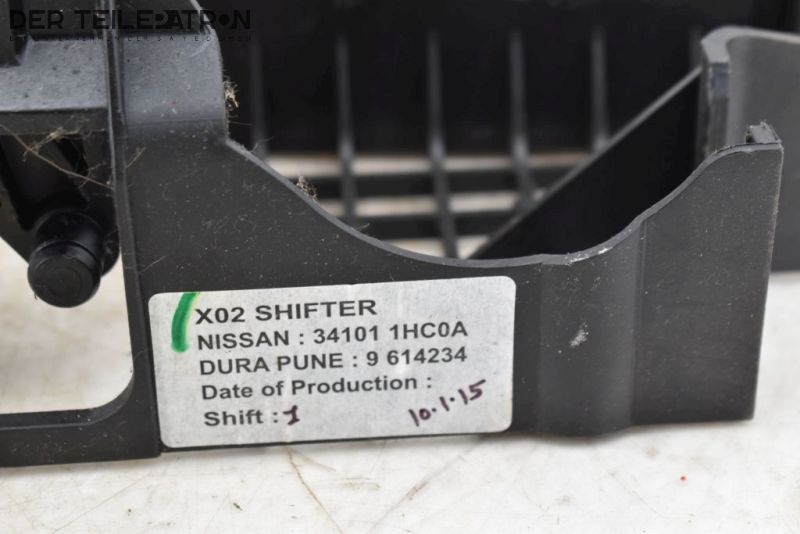 DER TEILEPATRON
X02 SHIFTER
NISSAN : 34101 1HC0A
DURA PUNE : 9 614234
Date of Production :
Shift : 1 10.1.15